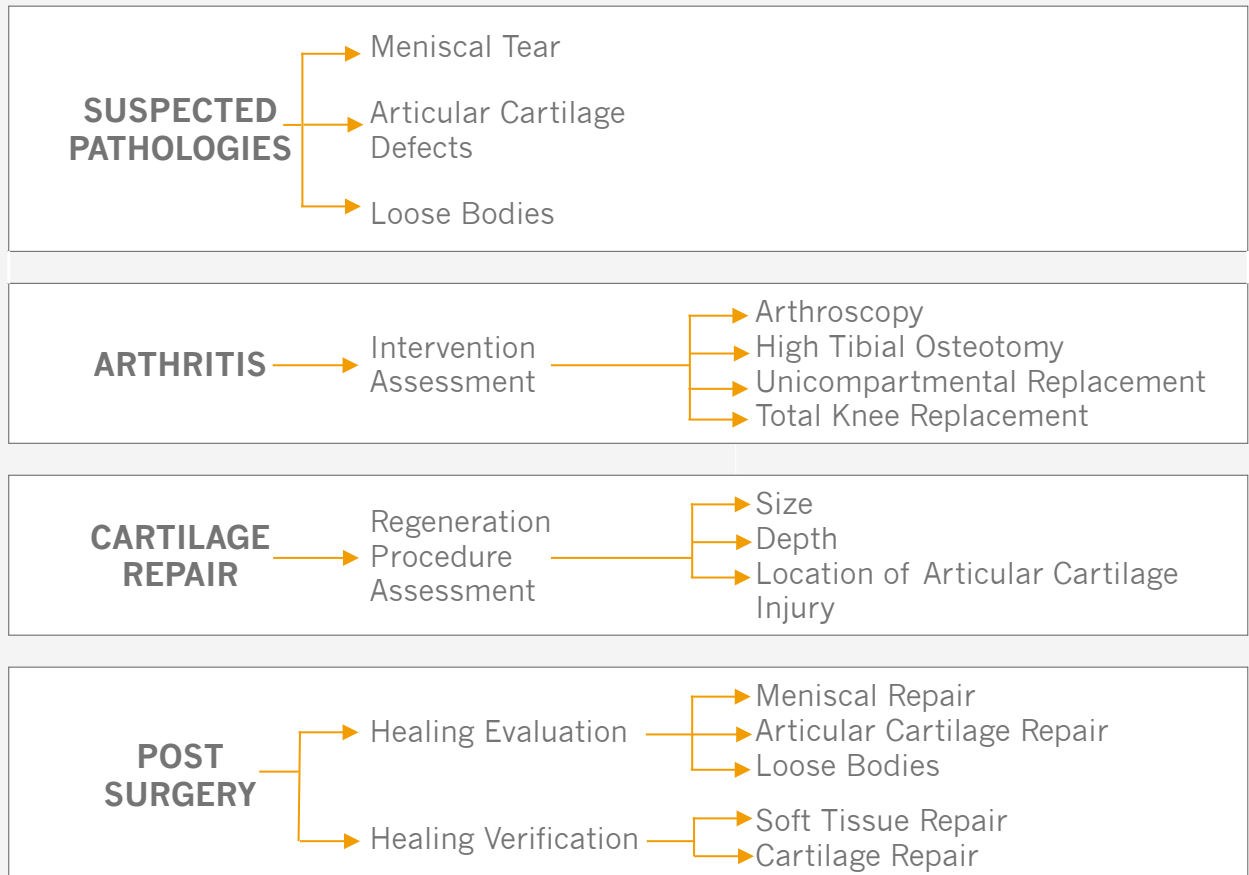 SUSPECTED
PATHOLOGIES
Meniscal Tear
Articular Cartilage
Defects
Loose Bodies
ARTHRITIS
Intervention
Assessment
Arthroscopy
High Tibial Osteotomy
Unicompartmental Replacement
Total Knee Replacement
CARTILAGE
REPAIR
Regeneration
Procedure
Assessment
Size
Depth
Location of Articular Cartilage
Injury
POST
SURGERY
Healing Evaluation
Meniscal Repair
Articular Cartilage Repair
Loose Bodies
Healing Verification
Soft Tissue Repair
Cartilage Repair